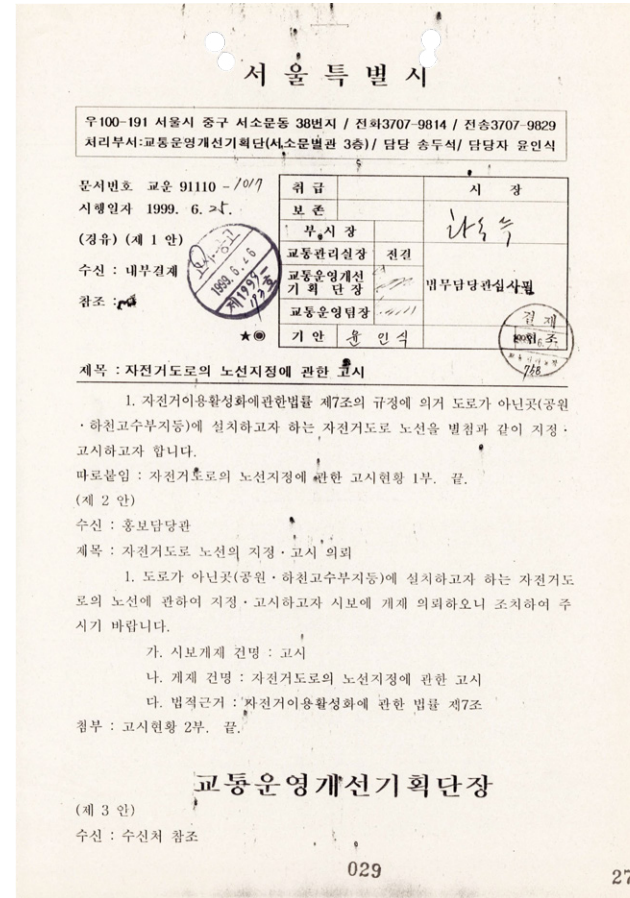 서 울 특 별 시
우100-191 서울시 중구 서소문동 38번지 / 전화3707-9814 / 전송3707-9829
처리부서:교통운영개선기획단(서소문별관 3층)/ 담당 송두석/ 담당자 윤인식
문서번호 교운 91110 - 1017
시행일자 1999. 6. 25.
(경유) (제 1 안)
수신 : 내부결재
참조 :
취 급
시 장
보 존
부 시 장
교통관리실장 전결
교통운영개선
기 획 단 장
법무담당관심사필
교통운영팀장
기 안 윤 인 식
1999. 6. 26
제1999-
173호
결 재
협 조
768
★◉
제목 : 자전거도로의 노선지정에 관한 고시
1. 자전거이용활성화에관한법률 제7조의 규정에 의거 도로가 아닌곳(공원
·하천고수부지등)에 설치하고자 하는 자전거도로 노선을 별첨과 같이 지정·
고시하고자 합니다.
따로붙임 : 자전거도로의 노선지정에 관한 고시현황 1부. 끝.
(제 2 안)
수신 : 홍보담당관
제목 : 자전거도로 노선의 지정·고시 의뢰
1. 도로가 아닌곳(공원·하천고수부지등)에 설치하고자 하는 자전거도
로의 노선에 관하여 지정·고시하고자 시보에 게재 의뢰하오니 조치하여 주
시기 바랍니다.
가. 시보게재 건명 : 고시
나. 게재 건명 : 자전거도로의 노선지정에 관한 고시
다. 법적근거 : 자전거이용활성화에 관한 법률 제7조
첨부 : 고시현황 2부. 끝.
교통운영개선기획단장
(제 3 안)
수신 : 수신처 참조
029
27